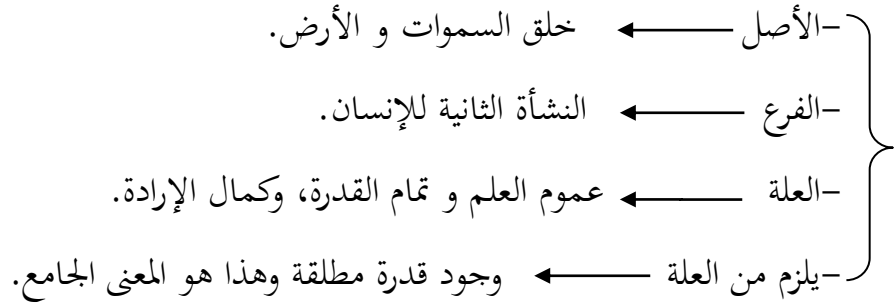 -الأصل ← خلق السموات و الأرض.
-الفرع ← النشأة الثانية للإنسان.
-العلة ← عموم العلم و تمام القدرة، وكمال الإرادة.
-يلزم من العلة ← وجود قدرة مطلقة وهذا هو المعنى الجامع.